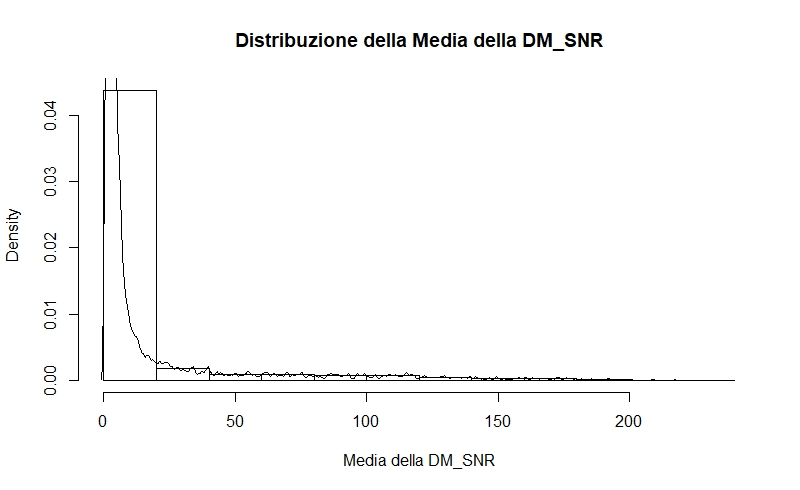 Distribuzione della Media della DM_SNR
0.04
0.03
0.02
0.01
0.00
Density
0 50 100 150 200
Media della DM_SNR